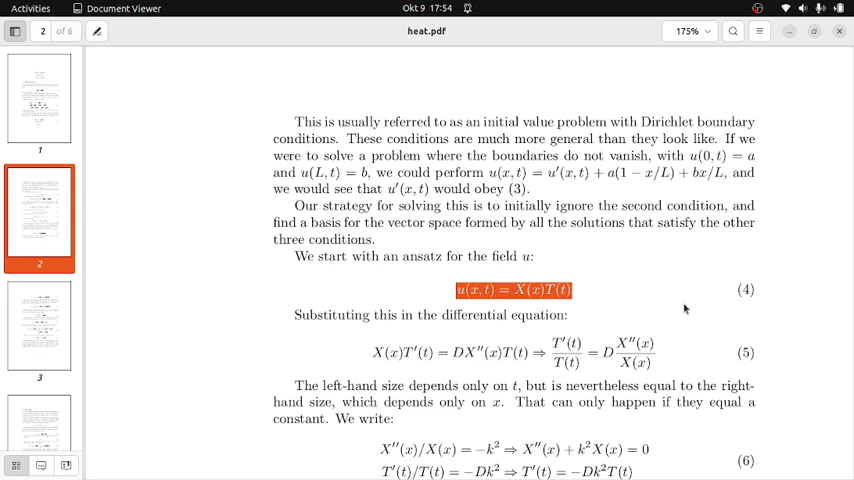 Activities Document Viewer Okt 9 17:54
2 of 6 heat.pdf 175%
1
2
3
This is usually referred to as an initial value problem with Dirichlet boundary
conditions. These conditions are much more general than they look like. If we
were to solve a problem where the boundaries do not vanish, with u(0, t) = a
and u(L, t) = b, we could perform u(x, t) = u′(x, t) + a(1 − x/L) + bx/L, and
we would see that u′(x, t) would obey (3).
Our strategy for solving this is to initially ignore the second condition, and
find a basis for the vector space formed by all the solutions that satisfy the other
three conditions.
We start with an ansatz for the field u:
u(x, t) = X(x)T(t) (4)
Substituting this in the differential equation:
X(x)T′(t) = DX′′(x)T(t) ⇒ T′(t)/T(t) = D X′′(x)/X(x) (5)
The left-hand size depends only on t, but is nevertheless equal to the right-
hand size, which depends only on x. That can only happen if they equal a
constant. We write:
X′′(x)/X(x) = −k² ⇒ X′′(x) + k²X(x) = 0
T′(t)/T(t) = −Dk² ⇒ T′(t) = −Dk²T(t) (6)